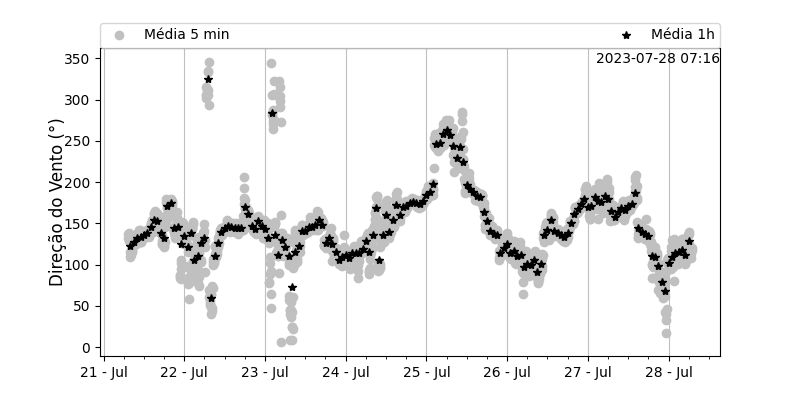 Média 5 min
Média 1h
2023-07-28 07:16
Direção do Vento (°)
350
300
250
200
150
100
50
0
21 - Jul
22 - Jul
23 - Jul
24 - Jul
25 - Jul
26 - Jul
27 - Jul
28 - Jul